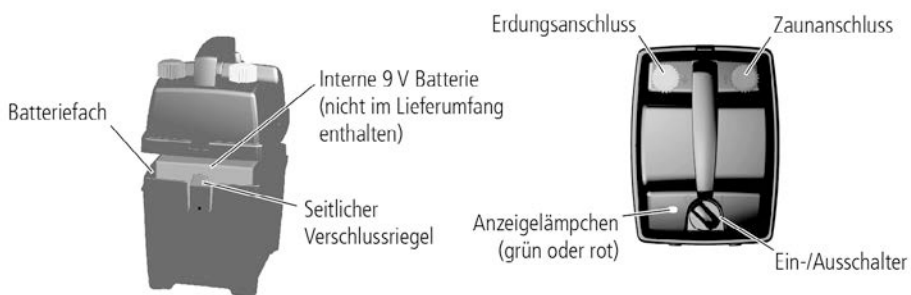 Batteriefach
Interne 9 V Batterie
(nicht im Lieferumfang
enthalten)
Seitlicher
Verschlussriegel
Erdungsanschluss
Zaunanschluss
Anzeigelämpchen
(grün oder rot)
Ein-/Ausschalter